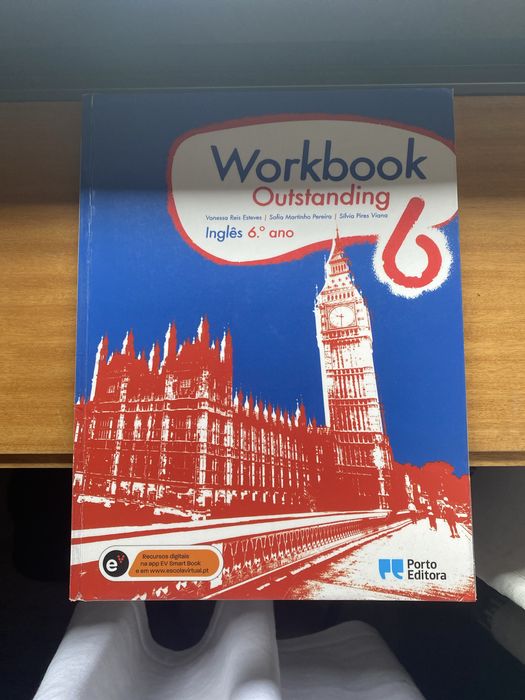 Workbook
Outstanding
6
Vanessa Reis Esteves | Sofia Martinho Pereira | Sílvia Pires Viana
Inglês 6.º ano
e
Recursos digitais
na app EV Smart Book
e em www.escolavirtual.pt
Porto
Editora